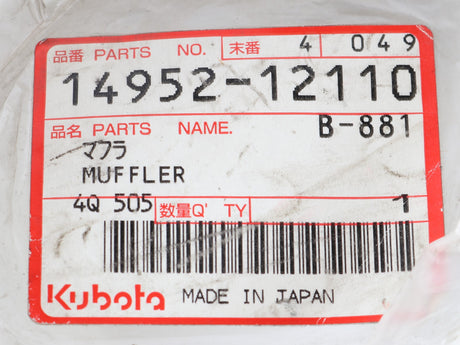 品番 PARTS NO. 末番 4 049
14952-12110
品名 PARTS NAME. B-881
マフラ
MUFFLER
4Q 505 数量Q' TY 1
Kubota MADE IN JAPAN